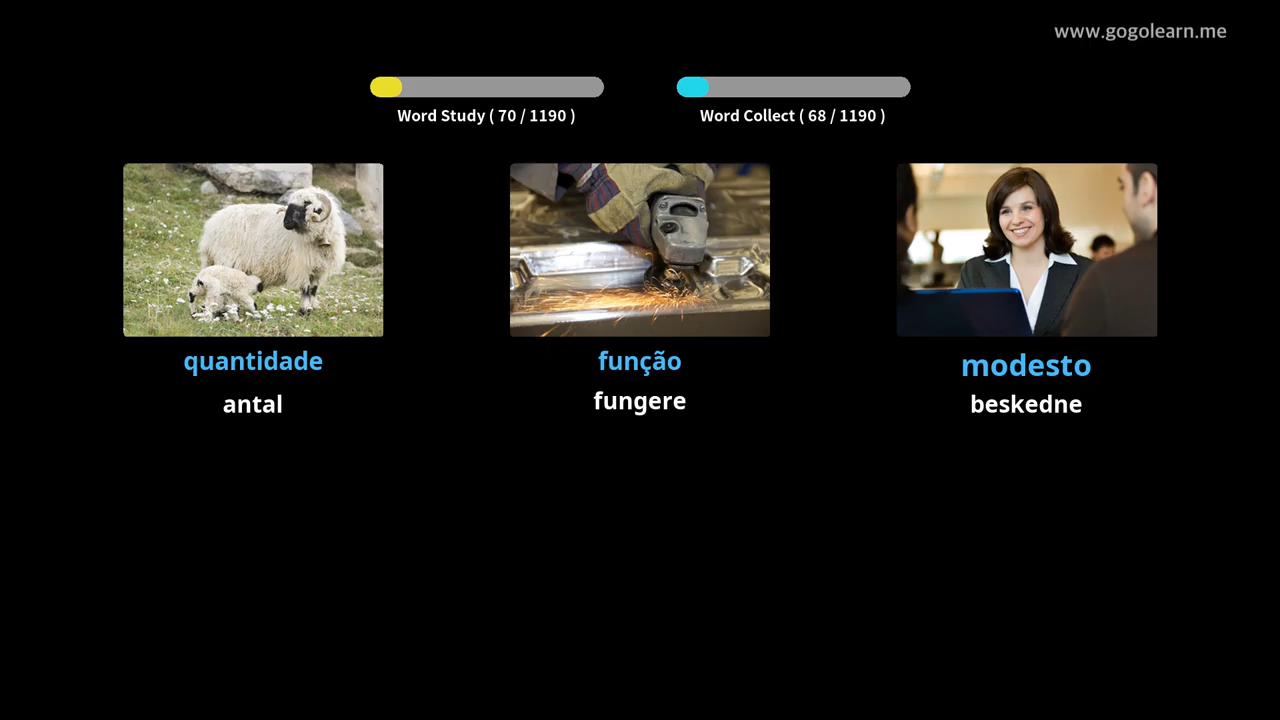 www.gogolearn.me
Word Study ( 70 / 1190 )
Word Collect ( 68 / 1190 )
quantidade
função
modesto
antal
fungere
beskedne